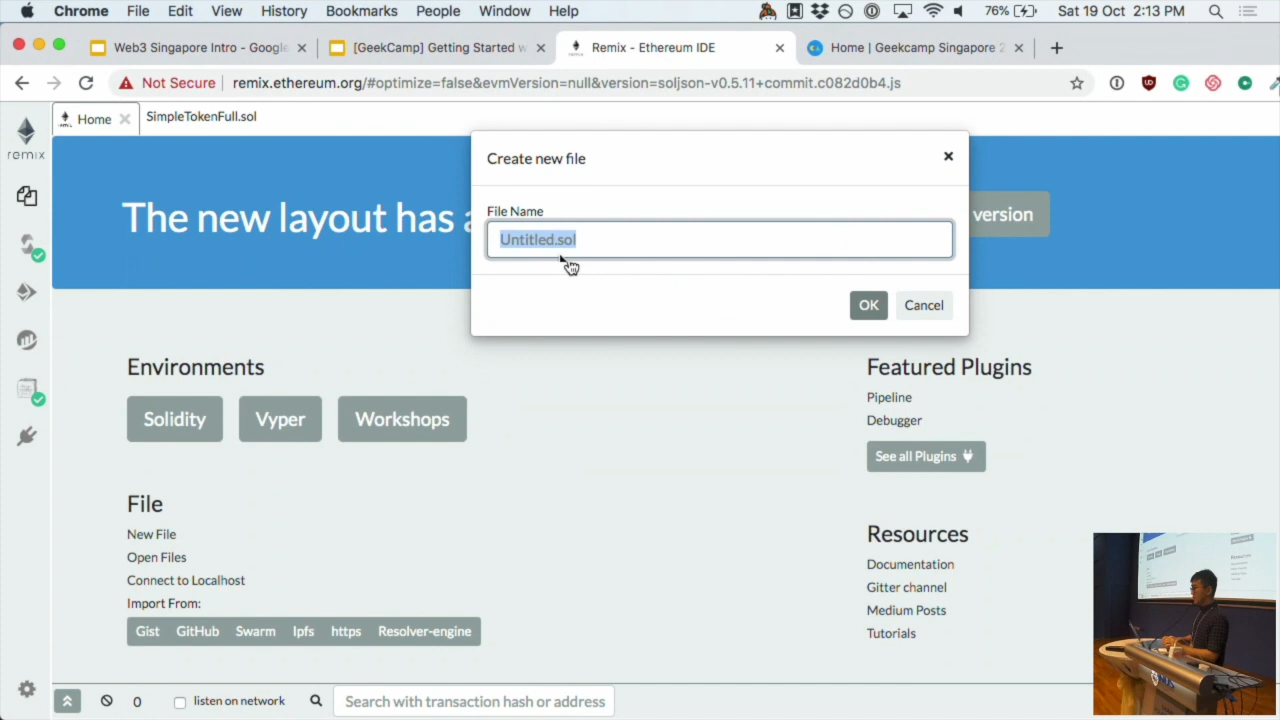 Chrome File Edit View History Bookmarks People Window Help 76% Sat 19 Oct 2:13 PM
Web3 Singapore Intro - Google
[GeekCamp] Getting Started w
Remix - Ethereum IDE
Home | Geekcamp Singapore 2
Not Secure remix.ethereum.org/#optimize=false&evmVersion=null&version=soljson-v0.5.11+commit.c082d0b4.js
remix
Home
SimpleTokenFull.sol
The new layout has a
version
Create new file
File Name
Untitled.sol
OK Cancel
Environments
Solidity Vyper Workshops
File
New File
Open Files
Connect to Localhost
Import From:
Gist GitHub Swarm Ipfs https Resolver-engine
Featured Plugins
Pipeline
Debugger
See all Plugins
Resources
Documentation
Gitter channel
Medium Posts
Tutorials
NUS
0 listen on network Search with transaction hash or address